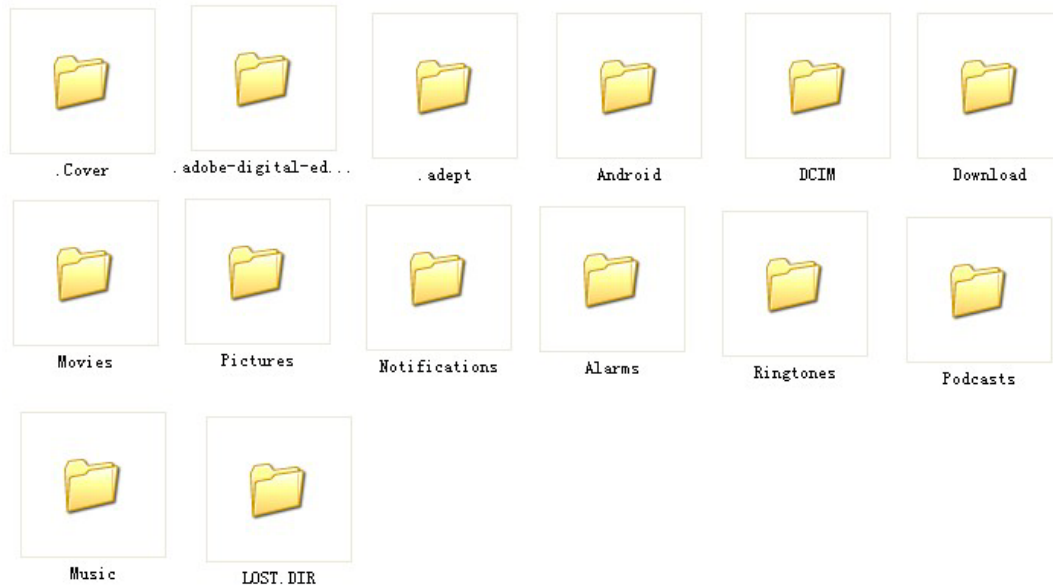 .Cover
.adobe-digital-ed...
.adept
Android
DCIM
Download
Movies
Pictures
Notifications
Alarms
Ringtones
Podcasts
Music
LOST.DIR